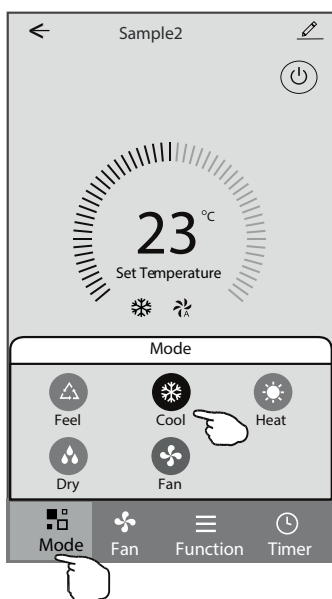 Sample2
23 °C
Set Temperature
A
Mode
Feel Cool Heat
Dry Fan
Mode Fan Function Timer